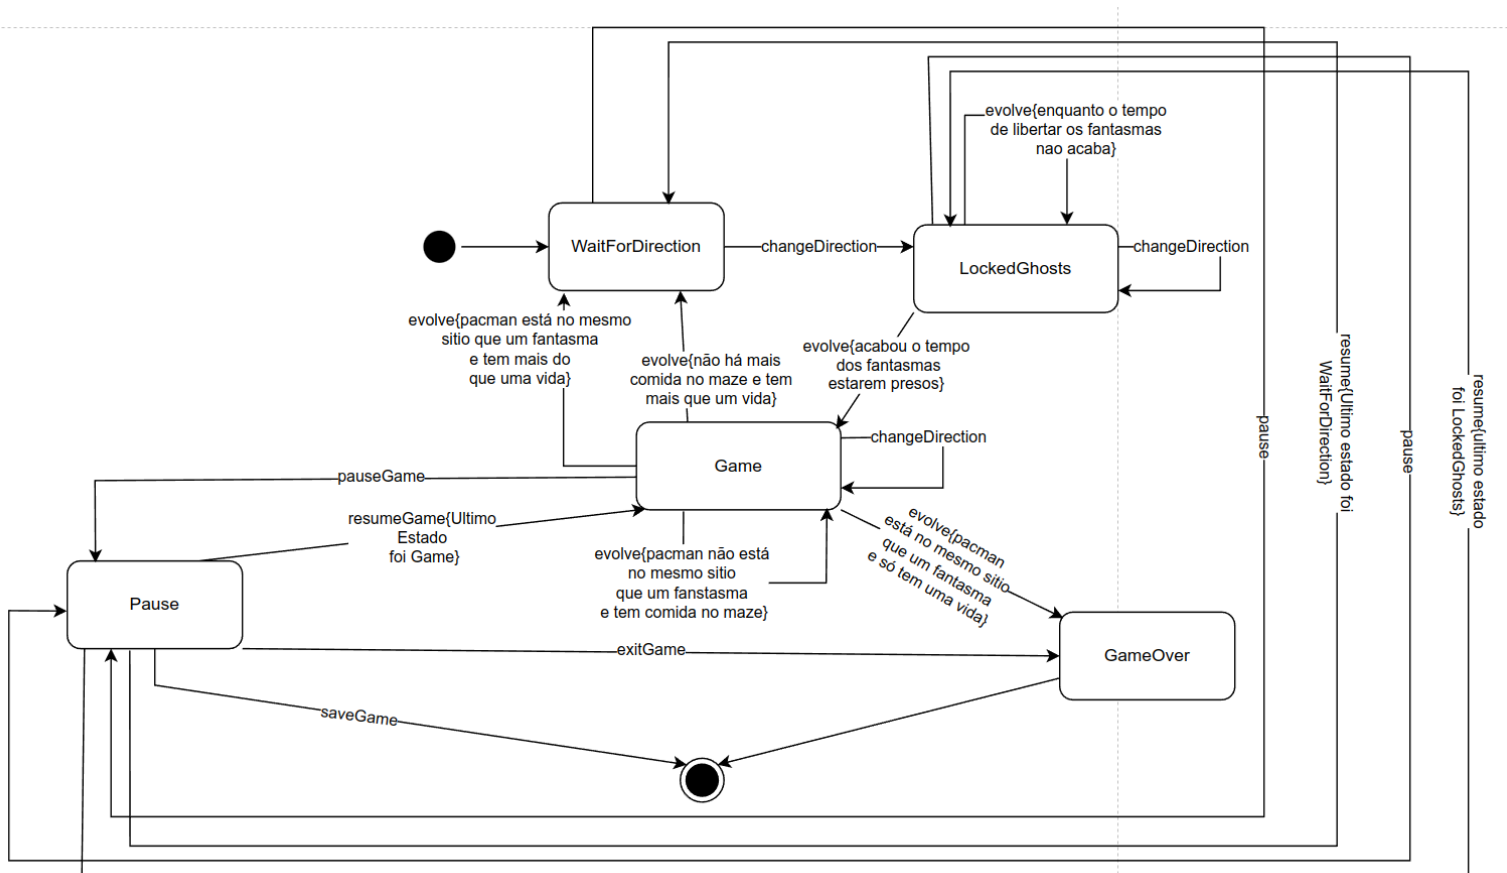 evolve{enquanto o tempo
de libertar os fantasmas
nao acaba}
WaitForDirection
changeDirection
LockedGhosts
changeDirection
evolve{pacman está no mesmo
sitio que um fantasma
e tem mais do
que uma vida}
evolve{não há mais
comida no maze e tem
mais que um vida}
evolve{acabou o tempo
dos fantasmas
estarem presos}
Game
changeDirection
pause
resume{Ultimo estado foi
WaitForDirection}
pause
resume{ultimo estado
foi LockedGhosts}
pauseGame
resumeGame{Ultimo
Estado
foi Game}
evolve{pacman não está
no mesmo sitio
que um fanstasma
e tem comida no maze}
evolve{pacman
está no mesmo sitio
que um fantasma
e só tem uma vida}
Pause
exitGame
GameOver
saveGame